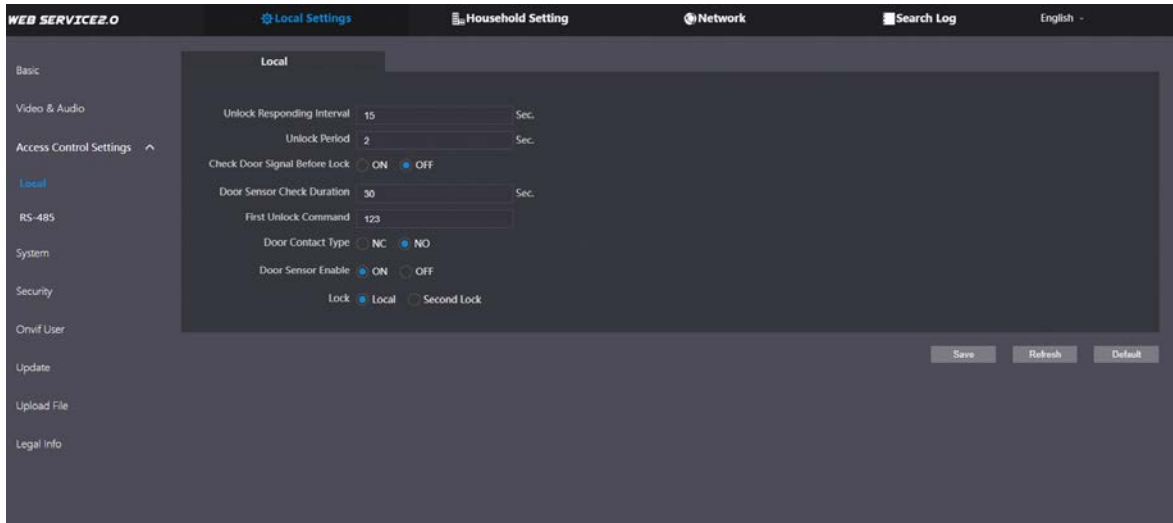 WEB SERVICE2.0
Local Settings
Household Setting
Network
Search Log
English
Basic
Video & Audio
Access Control Settings
Local
RS-485
System
Security
Onvif User
Update
Upload File
Legal Info
Local
Unlock Responding Interval 15 Sec.
Unlock Period 2 Sec.
Check Door Signal Before Lock ON OFF
Door Sensor Check Duration 30 Sec.
First Unlock Command 123
Door Contact Type NC NO
Door Sensor Enable ON OFF
Lock Local Second Lock
Save Refresh Default